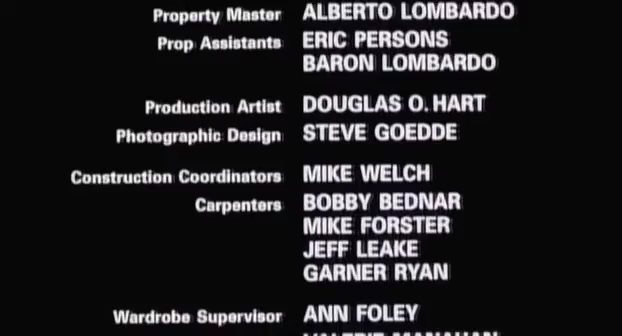 Property Master ALBERTO LOMBARDO
Prop Assistants ERIC PERSONS
BARON LOMBARDO
Production Artist DOUGLAS O. HART
Photographic Design STEVE GOEDDE
Construction Coordinators MIKE WELCH
Carpenters BOBBY BEDNAR
MIKE FORSTER
JEFF LEAKE
GARNER RYAN
Wardrobe Supervisor ANN FOLEY